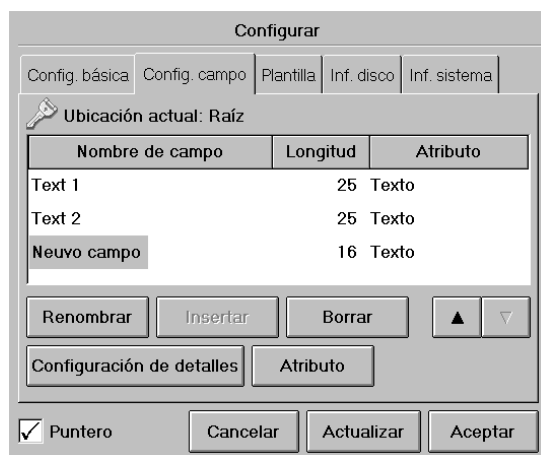 Configurar
Config. básica Config. campo Plantilla Inf. disco Inf. sistema
Ubicación actual: Raíz
Nombre de campo Longitud Atributo
Text 1 25 Texto
Text 2 25 Texto
Neuvo campo 16 Texto
Renombrar Insertar Borrar
Configuración de detalles Atributo
Puntero Cancelar Actualizar Aceptar